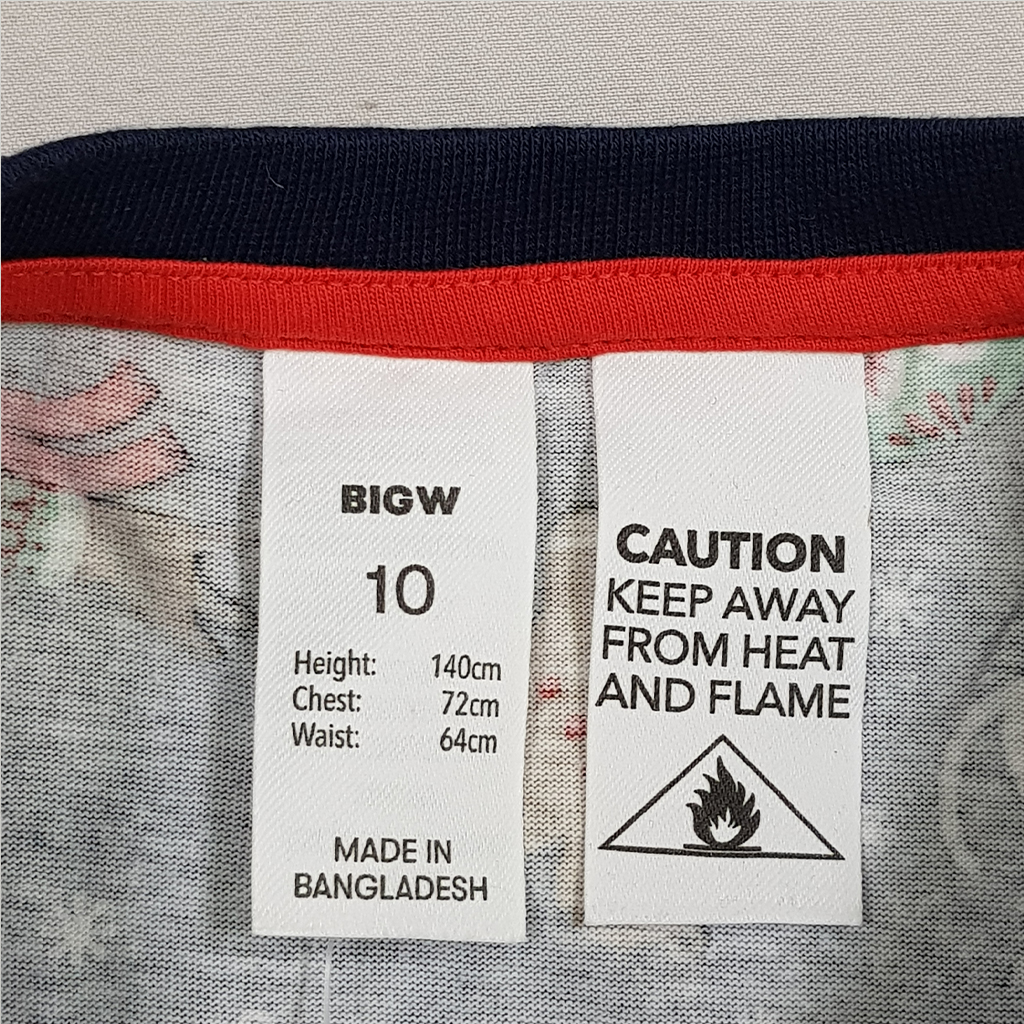 BIGW
10
Height: 140cm
Chest: 72cm
Waist: 64cm
MADE IN
BANGLADESH
CAUTION
KEEP AWAY
FROM HEAT
AND FLAME